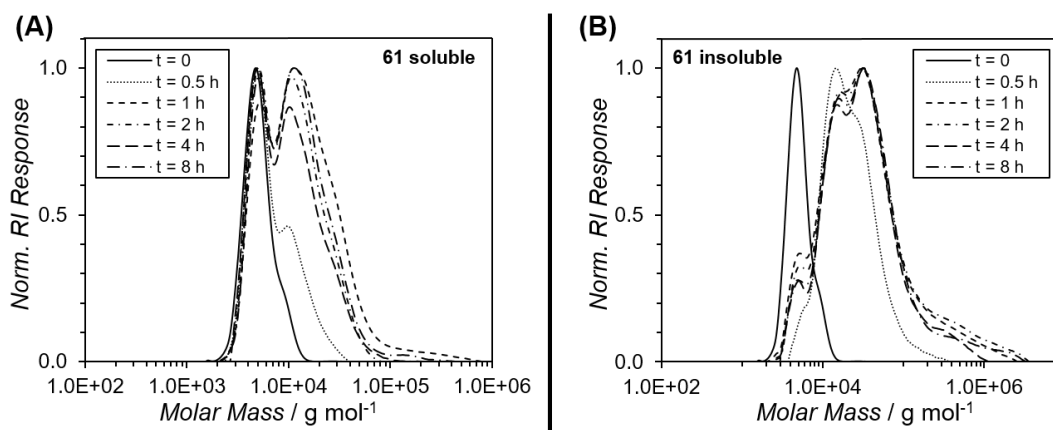 (A)
61 soluble
t = 0
t = 0.5 h
t = 1 h
t = 2 h
t = 4 h
t = 8 h
Norm. RI Response
1.0
0.5
0.0
1.0E+02 1.0E+03 1.0E+04 1.0E+05 1.0E+06
Molar Mass / g mol⁻¹
(B)
61 insoluble
t = 0
t = 0.5 h
t = 1 h
t = 2 h
t = 4 h
t = 8 h
Norm. RI Response
1.0
0.5
0.0
1.0E+02 1.0E+04 1.0E+06
Molar Mass / g mol⁻¹